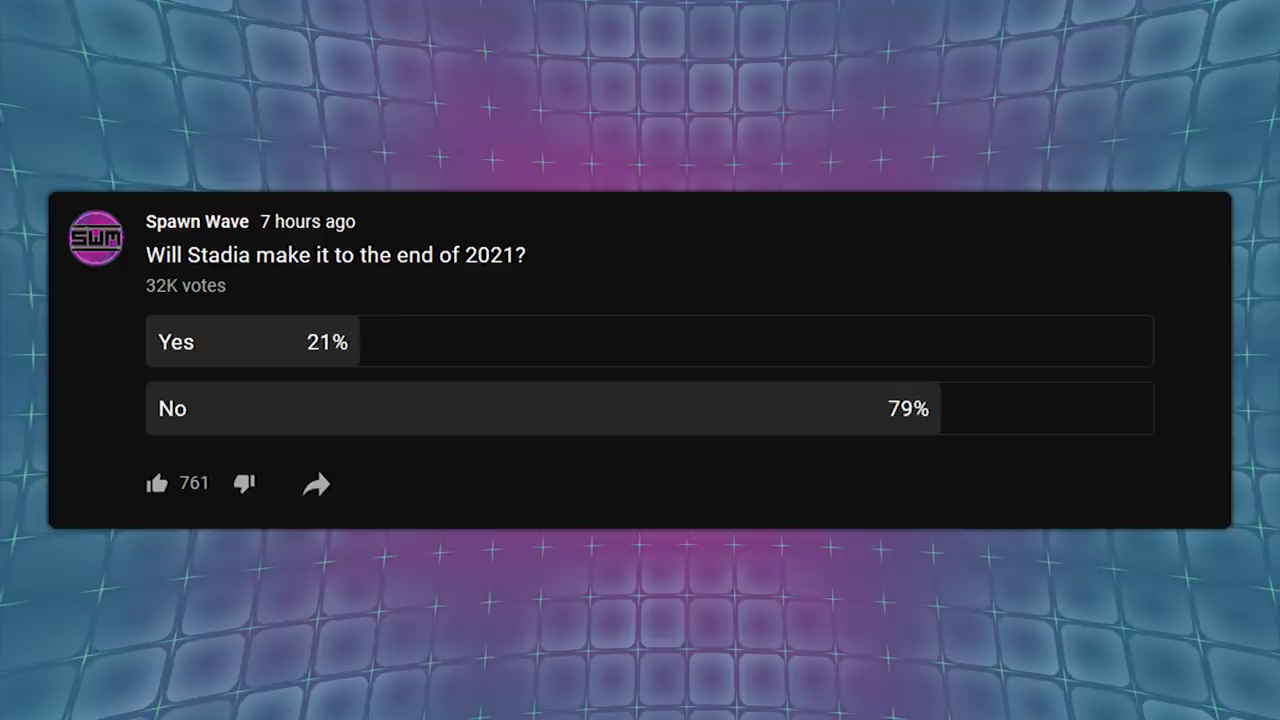 SWM
Spawn Wave 7 hours ago
Will Stadia make it to the end of 2021?
32K votes
Yes 21%
No 79%
761